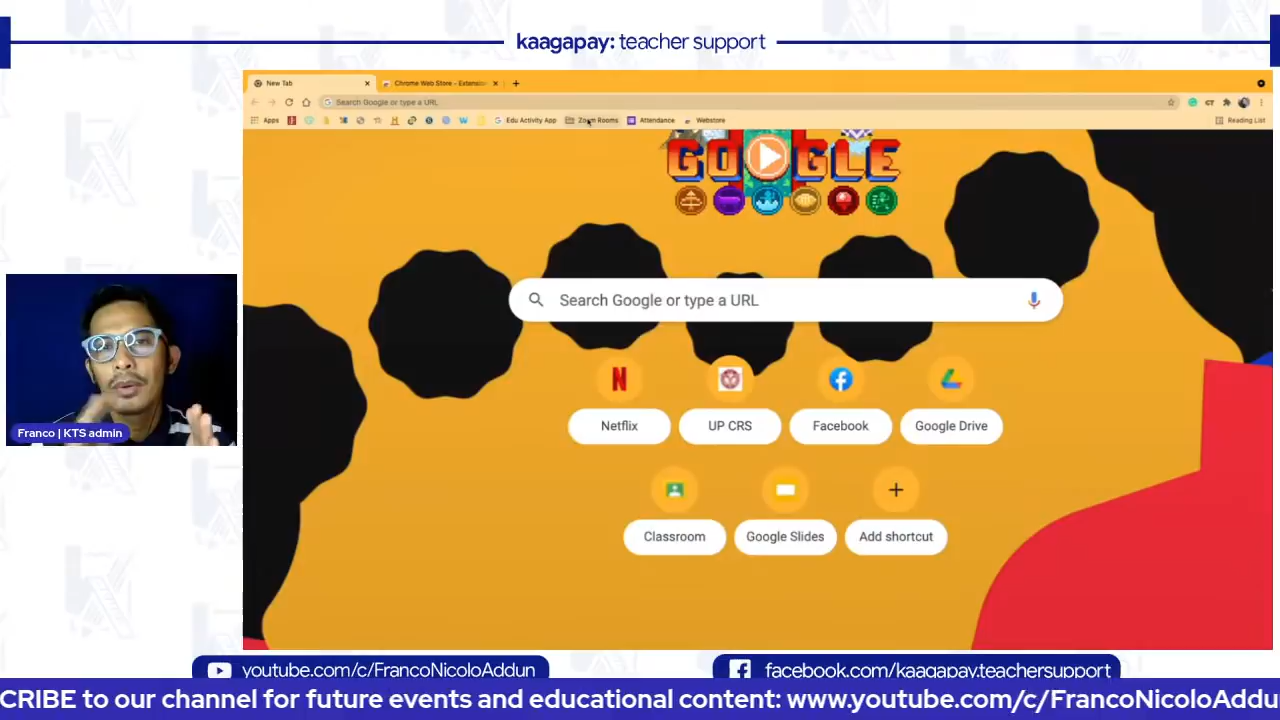 kaagapay: teacher support
New Tab
Chrome Web Store - Extension
Search Google or type a URL
Apps
Edu Activity App
Zoom Rooms
Attendance
Webstore
Reading List
GOOGLE
Search Google or type a URL
Netflix
UP CRS
Facebook
Google Drive
Classroom
Google Slides
Add shortcut
Franco | KTS admin
youtube.com/c/FrancoNicoloAddun
facebook.com/kaagapay.teachersupport
CRIBE to our channel for future events and educational content: www.youtube.com/c/FrancoNicoloAddu